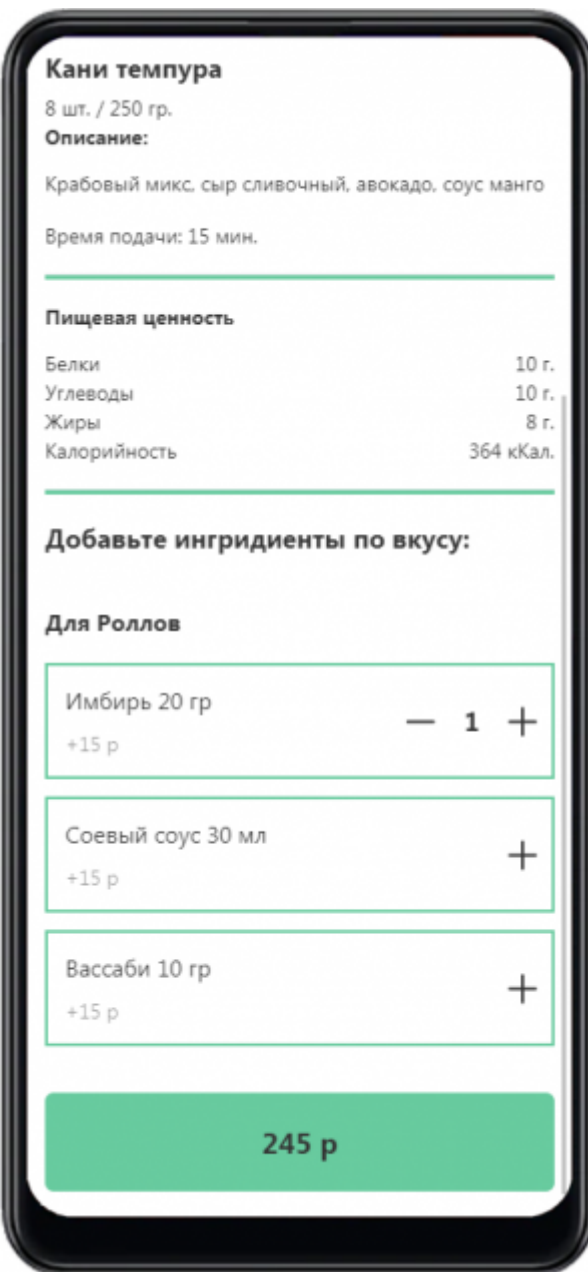 Кани темпура
8 шт. / 250 гр.
Описание:
Крабовый микс, сыр сливочный, авокадо, соус манго
Время подачи: 15 мин.
Пищевая ценность
Белки 10 г.
Углеводы 10 г.
Жиры 8 г.
Калорийность 364 кКал.
Добавьте ингридиенты по вкусу:
Для Роллов
Имбирь 20 гр
+15 р
— 1 +
Соевый соус 30 мл
+15 р
+
Вассаби 10 гр
+15 р
+
245 р